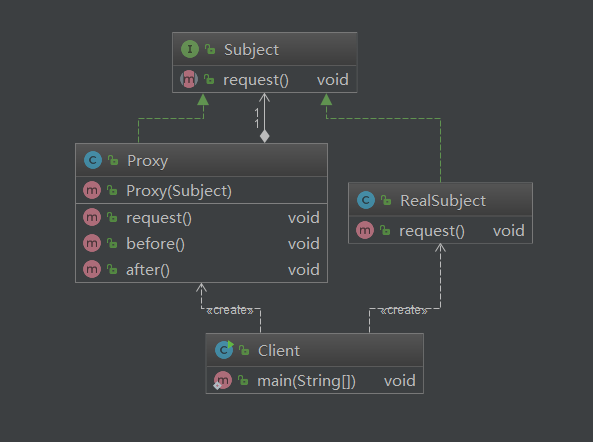 I Subject
m request() void
1
1
C Proxy
m Proxy(Subject)
m request() void
m before() void
m after() void
C RealSubject
m request() void
«create»
«create»
C Client
m main(String[]) void